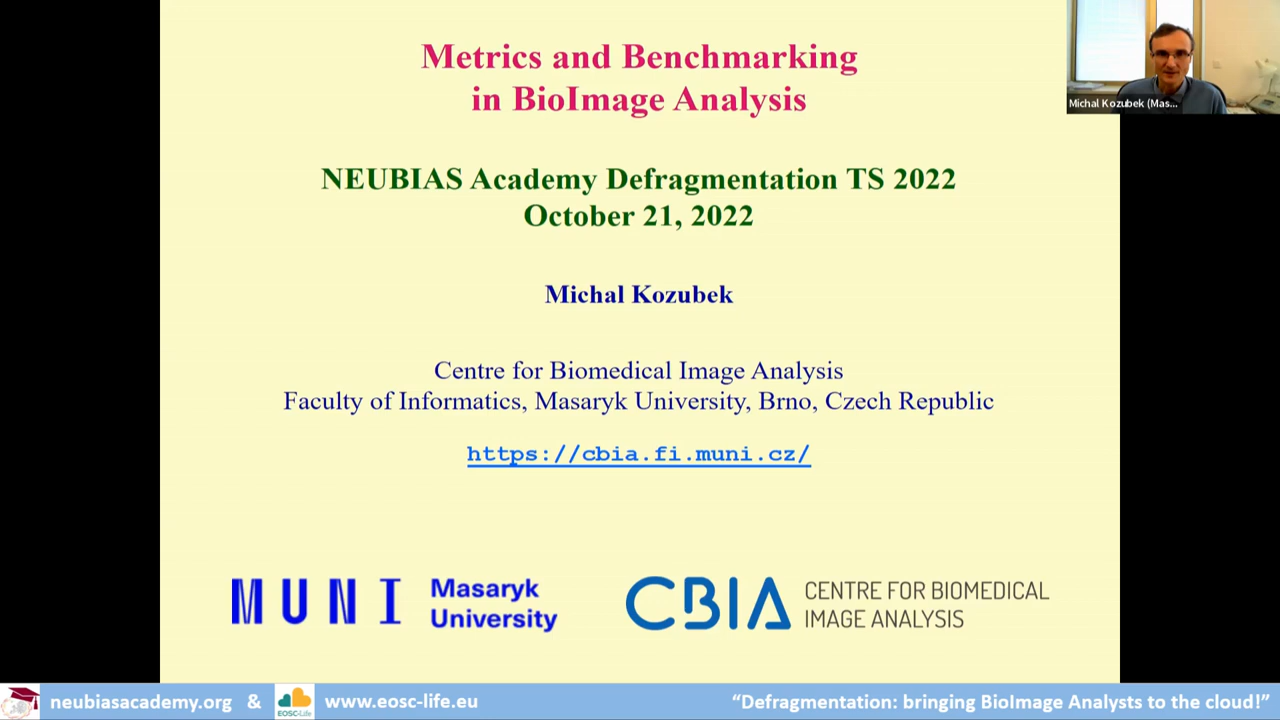 Metrics and Benchmarking
in BioImage Analysis
Michal Kozubek (Mas...
NEUBIAS Academy Defragmentation TS 2022
October 21, 2022
Michal Kozubek
Centre for Biomedical Image Analysis
Faculty of Informatics, Masaryk University, Brno, Czech Republic
https://cbia.fi.muni.cz/
MUNI Masaryk
University
CBIA CENTRE FOR BIOMEDICAL
IMAGE ANALYSIS
neubiasacademy.org & EOSC-Life www.eosc-life.eu “Defragmentation: bringing BioImage Analysts to the cloud!”